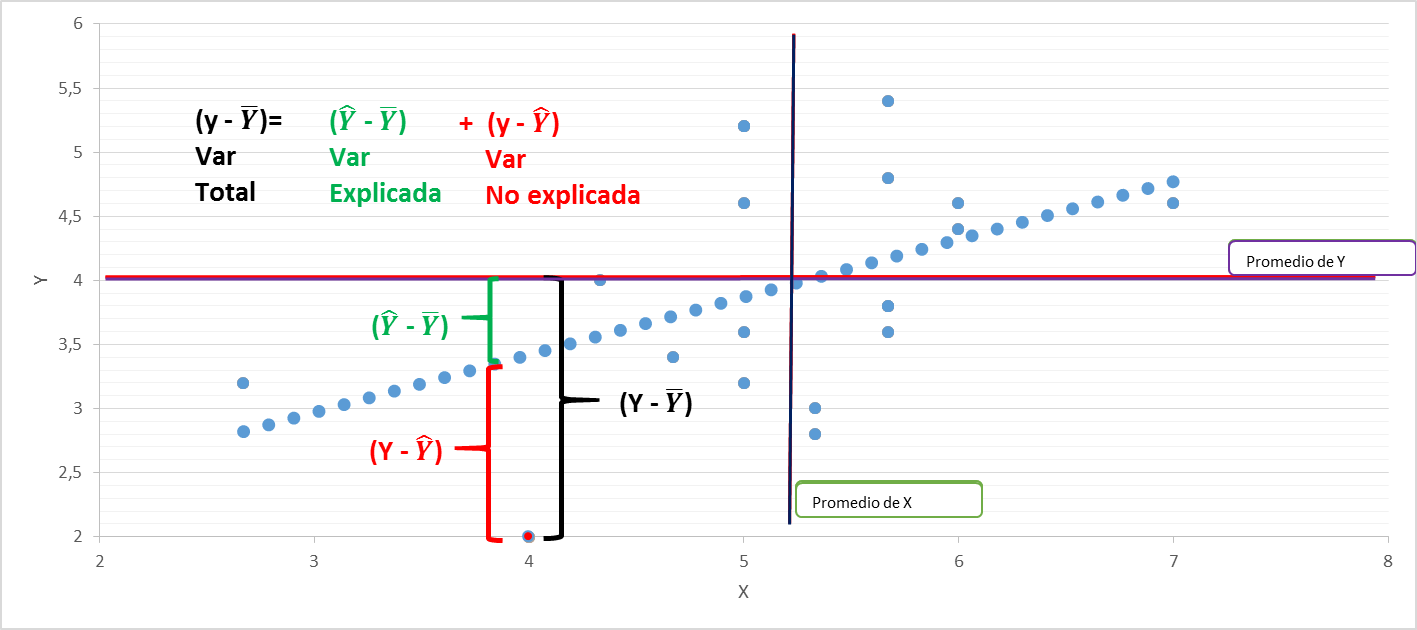 6
5,5
5
4,5
4
3,5
3
2,5
2
Y
(y - Y̅)= (Ŷ - Y̅) + (y - Ŷ)
Var Var Var
Total Explicada No explicada
Promedio de Y
(Ŷ - Y̅)
(Y - Y̅)
(Y - Ŷ)
Promedio de X
2 3 4 5 6 7 8
X